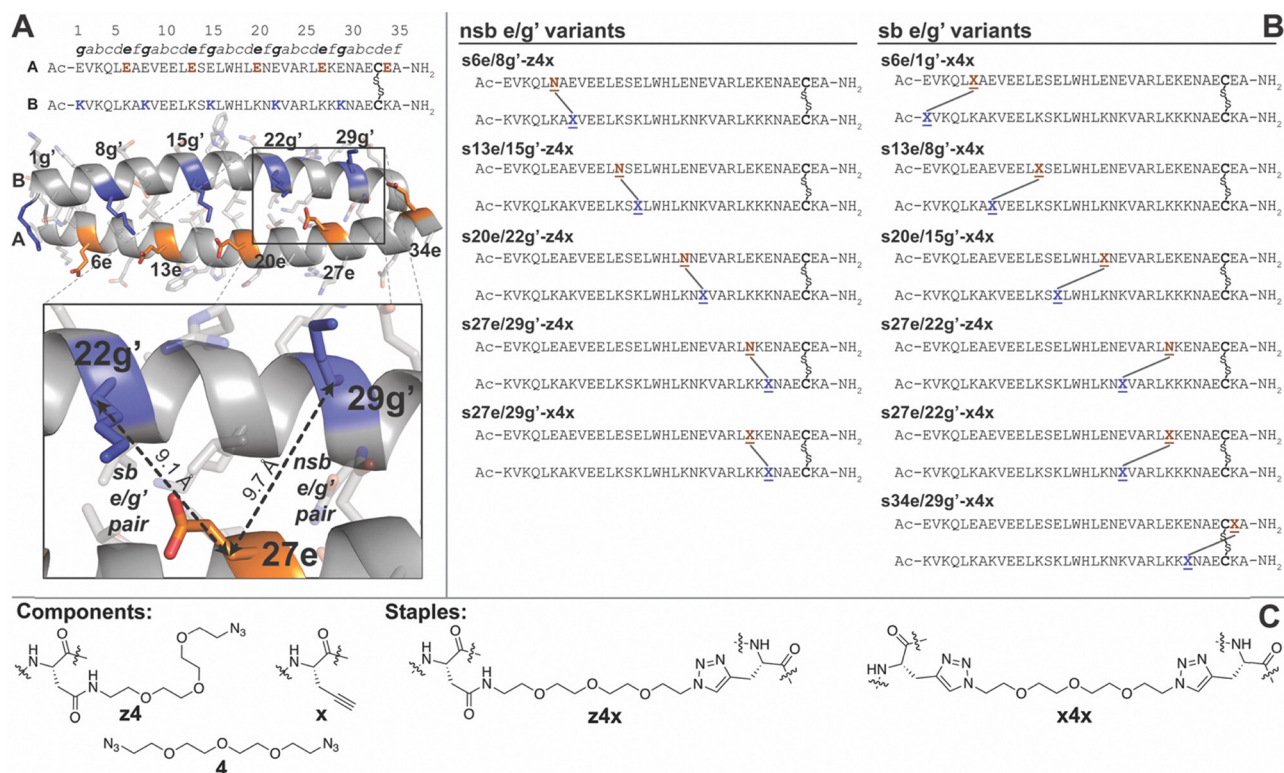 A
1 5 10 15 20 25 30 35
gabcdefgabcdefgabcdefgabcdefgabcdef
A Ac-EVKQLEAEVEELESELWHLENEVARLEKENAECEA-NH2
S
S
B Ac-KVKQLKAKVEELKSKLWHLKNKVARLKKKNAECKA-NH2
1g' 8g' 15g' 22g' 29g'
B
A
6e 13e 20e 27e 34e
22g'
29g'
sb e/g' pair
9.1 Å
9.7 Å
nsb e/g' pair
27e
B
nsb e/g' variants
s6e/8g'-z4x
Ac-EVKQLNAEVEELESELWHLENEVARLEKENAECEA-NH2
S
S
Ac-KVKQLKAXVEELKSKLWHLKNKVARLKKKNAECKA-NH2
s13e/15g'-z4x
Ac-EVKQLEAEVEELNSELWHLENEVARLEKENAECEA-NH2
S
S
Ac-KVKQLKAKVEELKSXLWHLKNKVARLKKKNAECKA-NH2
s20e/22g'-z4x
Ac-EVKQLEAEVEELESELWHLNNEVARLEKENAECEA-NH2
S
S
Ac-KVKQLKAKVEELKSKLWHLKNXVARLKKKNAECKA-NH2
s27e/29g'-z4x
Ac-EVKQLEAEVEELESELWHLENEVARLNKENAECEA-NH2
S
S
Ac-KVKQLKAKVEELKSKLWHLKNKVARLKKXNAECKA-NH2
s27e/29g'-x4x
Ac-EVKQLEAEVEELESELWHLENEVARLXKENAECEA-NH2
S
S
Ac-KVKQLKAKVEELKSKLWHLKNKVARLKKXNAECKA-NH2
sb e/g' variants
s6e/1g'-x4x
Ac-EVKQLXAEVEELESELWHLENEVARLEKENAECEA-NH2
S
S
Ac-XVKQLKAKVEELKSKLWHLKNKVARLKKKNAECKA-NH2
s13e/8g'-x4x
Ac-EVKQLEAEVEELXSELWHLENEVARLEKENAECEA-NH2
S
S
Ac-KVKQLKAXVEELKSKLWHLKNKVARLKKKNAECKA-NH2
s20e/15g'-x4x
Ac-EVKQLEAEVEELESELWHLXNEVARLEKENAECEA-NH2
S
S
Ac-KVKQLKAKVEELKSXLWHLKNKVARLKKKNAECKA-NH2
s27e/22g'-z4x
Ac-EVKQLEAEVEELESELWHLENEVARLNKENAECEA-NH2
S
S
Ac-KVKQLKAKVEELKSKLWHLKNXVARLKKKNAECKA-NH2
s27e/22g'-x4x
Ac-EVKQLEAEVEELESELWHLENEVARLXKENAECEA-NH2
S
S
Ac-KVKQLKAKVEELKSKLWHLKNXVARLKKKNAECKA-NH2
s34e/29g'-x4x
Ac-EVKQLEAEVEELESELWHLENEVARLEKENAECXA-NH2
S
S
Ac-KVKQLKAKVEELKSKLWHLKNKVARLKKXNAECKA-NH2
C
Components:
H N O O N H O O O N3
z4
H N O
x
N3 O O O N3
4
Staples:
H N O O N H O O O N N N NH O
z4x
O HN N N N O O O N N N NH O
x4x